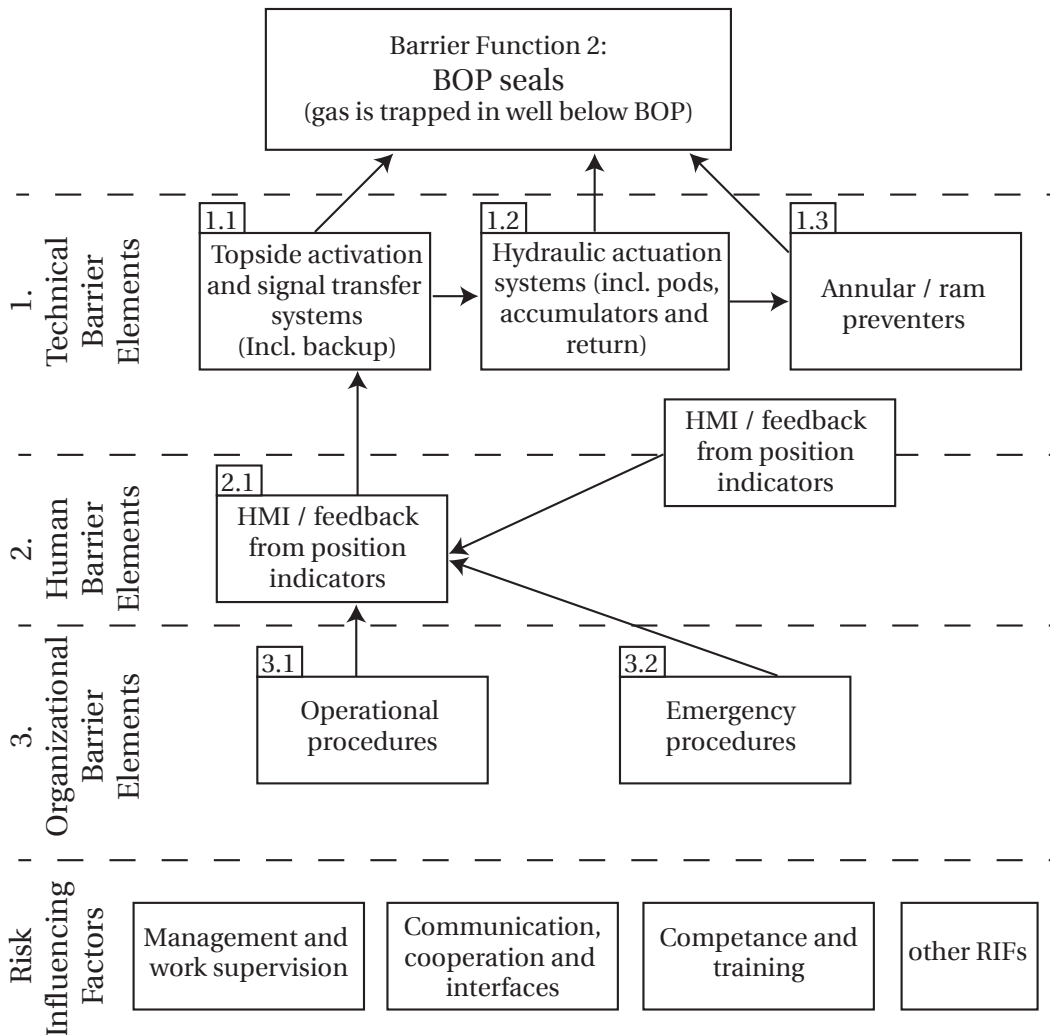 Barrier Function 2:
BOP seals
(gas is trapped in well below BOP)
1.
Technical
Barrier
Elements
1.1
Topside activation
and signal transfer
systems
(Incl. backup)
1.2
Hydraulic actuation
systems (incl. pods,
accumulators and
return)
1.3
Annular / ram
preventers
HMI / feedback
from position
indicators
2.
Human
Barrier
Elements
2.1
HMI / feedback
from position
indicators
3.
Organizational
Barrier
Elements
3.1
Operational
procedures
3.2
Emergency
procedures
Risk
Influencing
Factors
Management and
work supervision
Communication,
cooperation and
interfaces
Competance and
training
other RIFs